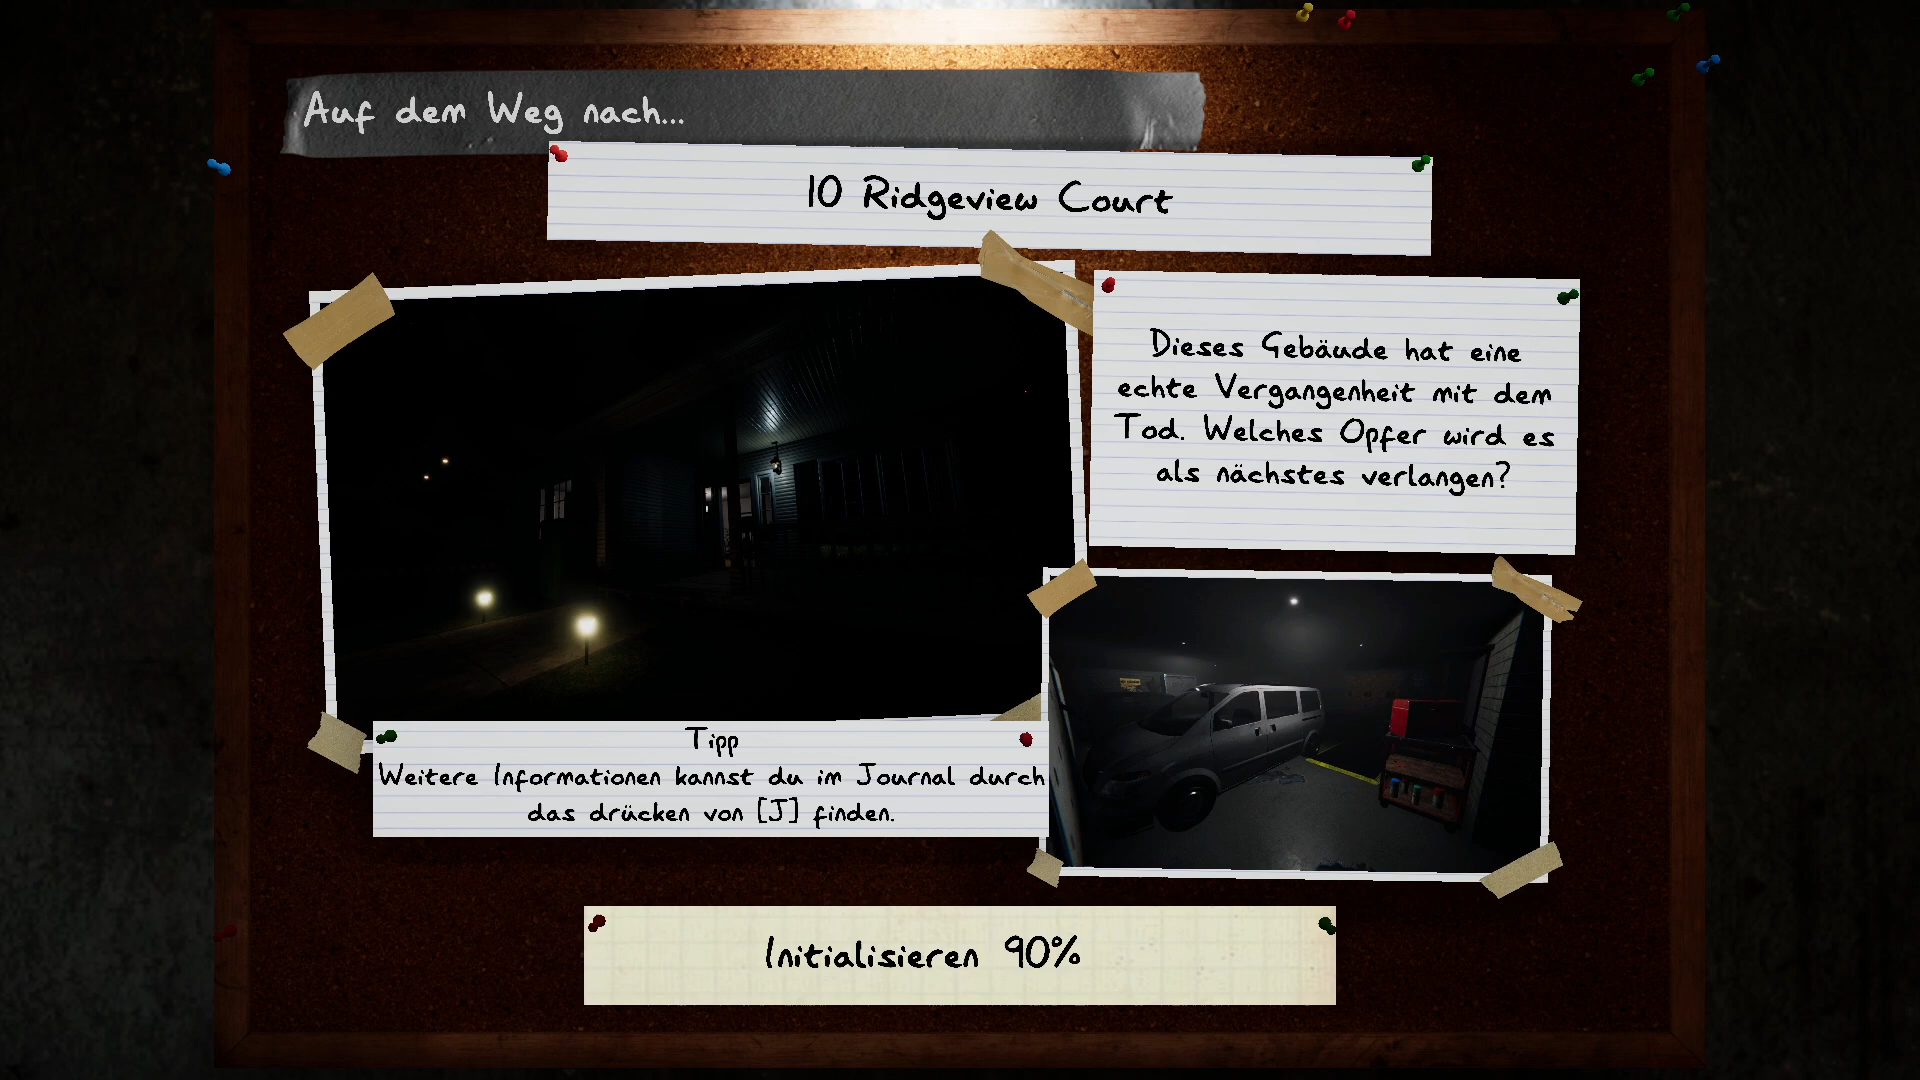 Auf dem Weg nach...
10 Ridgeview Court
Dieses Gebäude hat eine
echte Vergangenheit mit dem
Tod. Welches Opfer wird es
als nächstes verlangen?
Tipp
Weitere Informationen kannst du im Journal durch
das drücken von [J] finden.
Initialisieren 90%